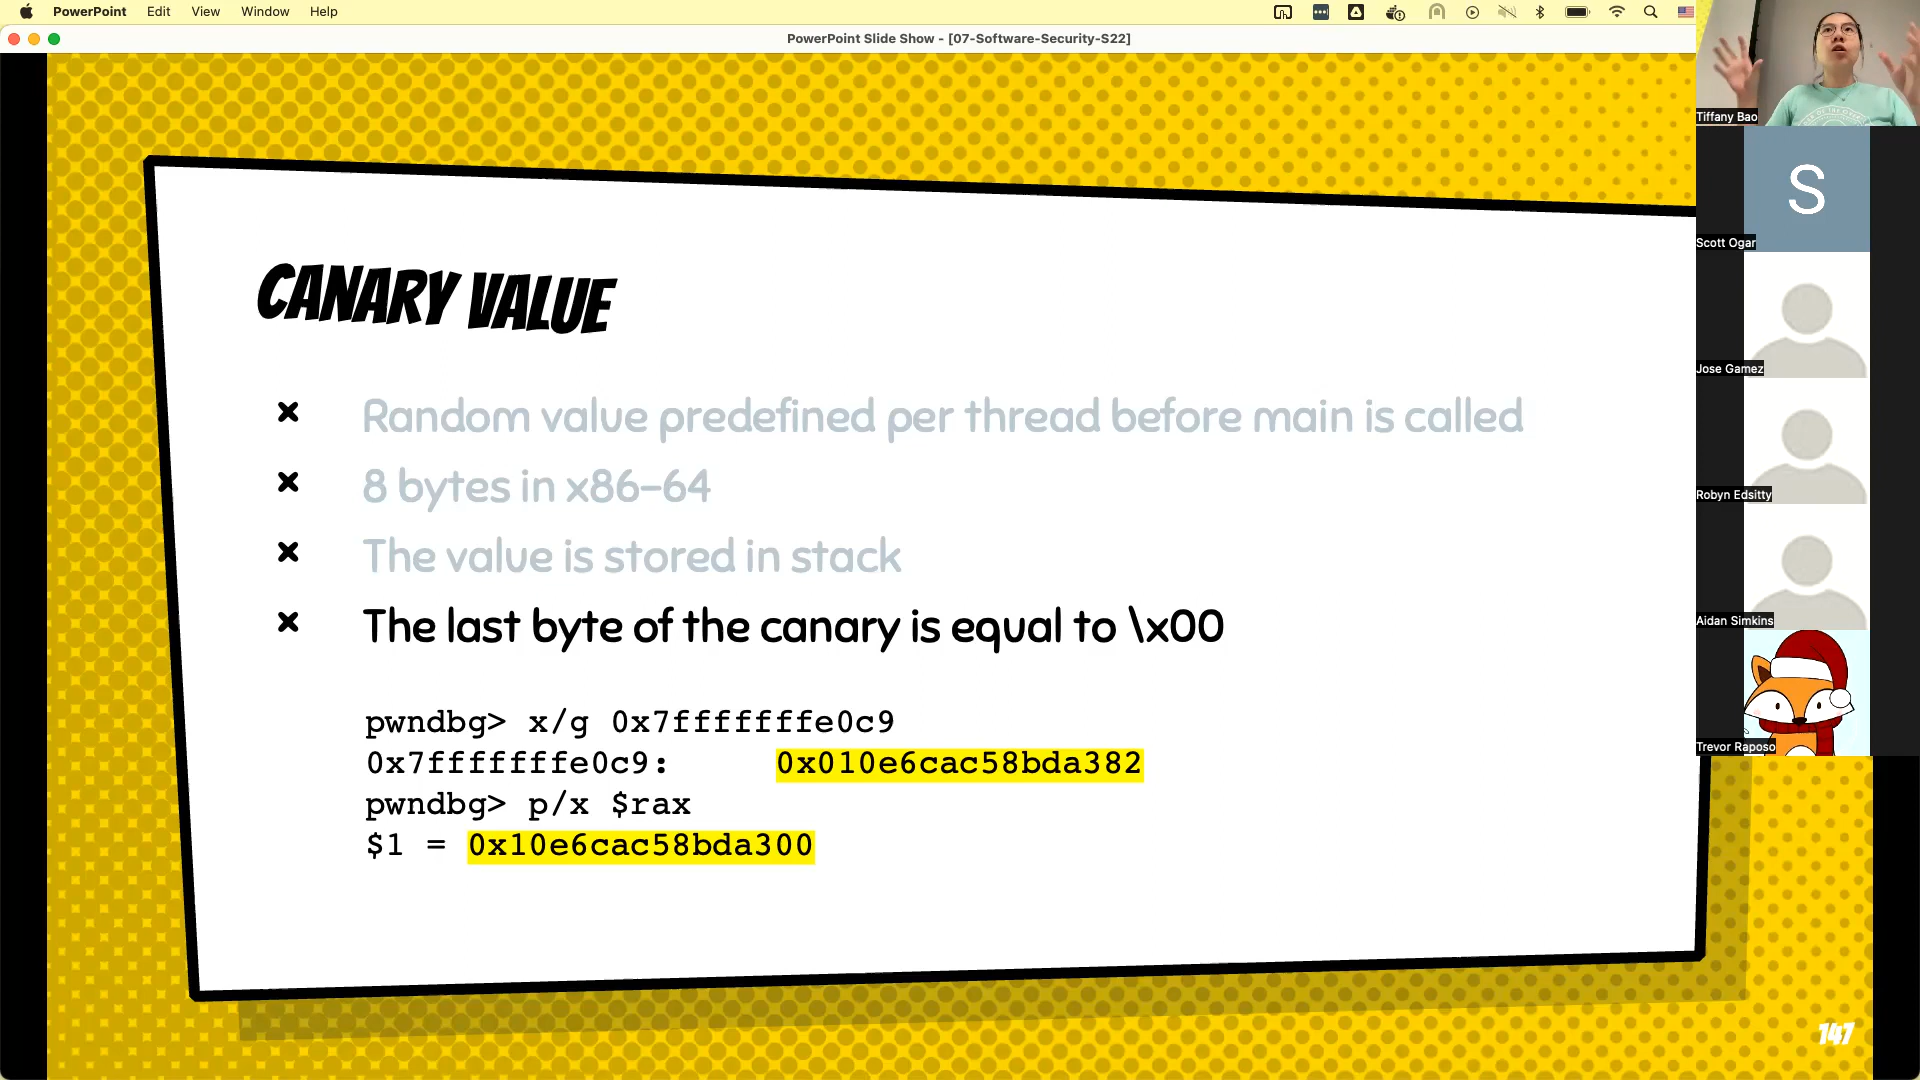 PowerPoint Edit View Window Help
PowerPoint Slide Show - [07-Software-Security-S22]
CANARY VALUE
× Random value predefined per thread before main is called
× 8 bytes in x86-64
× The value is stored in stack
× The last byte of the canary is equal to \x00
pwndbg> x/g 0x7fffffffe0c9
0x7fffffffe0c9: 0x010e6cac58bda382
pwndbg> p/x $rax
$1 = 0x10e6cac58bda300
147
Tiffany Bao
S
Scott Ogar
Jose Gamez
Robyn Edsitty
Aidan Simkins
Trevor Raposo